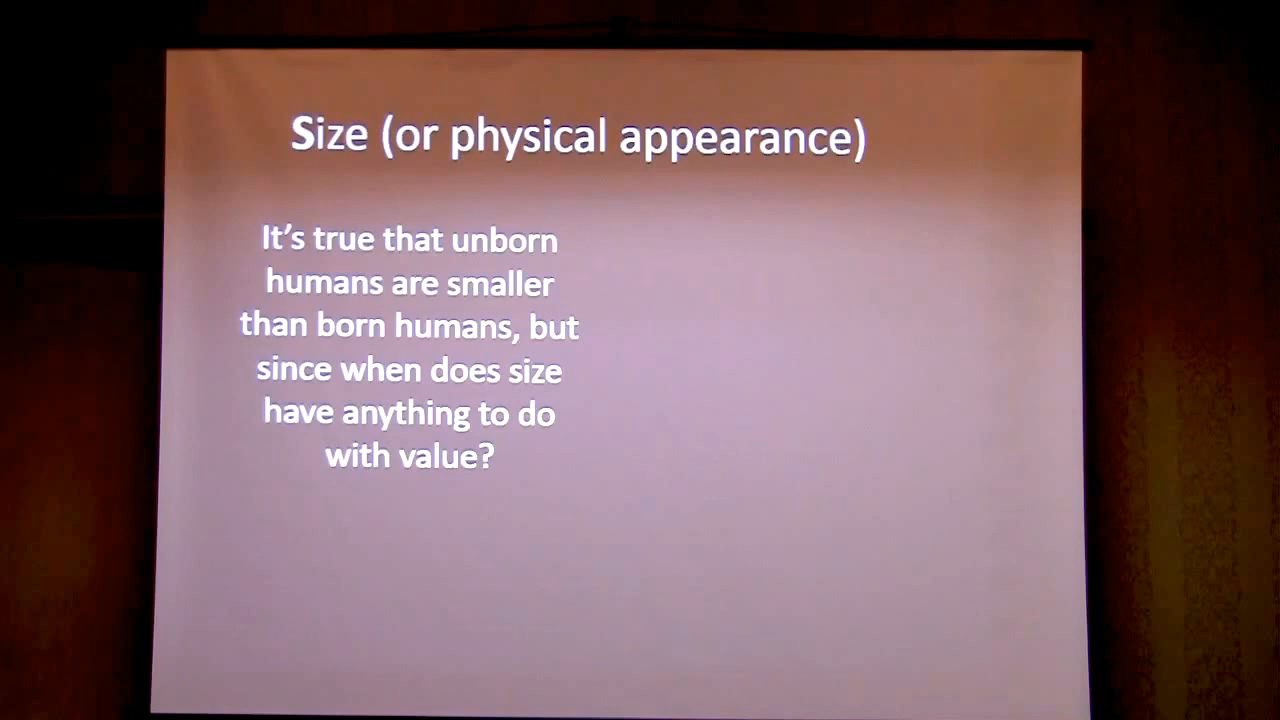 Size (or physical appearance)
It’s true that unborn
humans are smaller
than born humans, but
since when does size
have anything to do
with value?